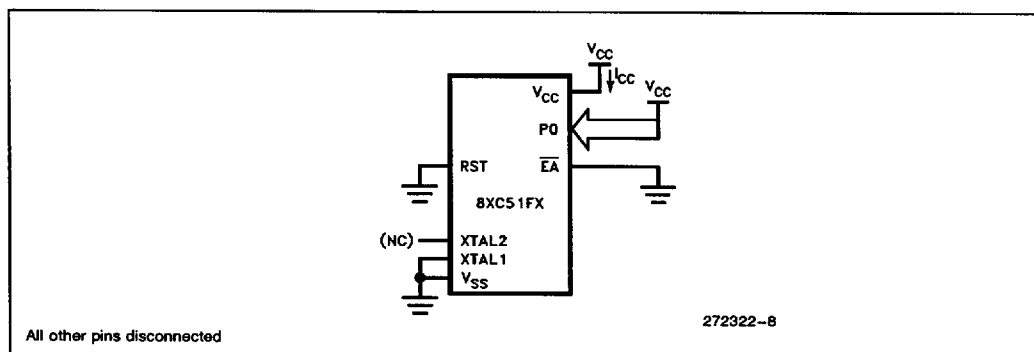 VCC
ICC
VCC
VCC
P0
RST
EA
8XC51FX
(NC)
XTAL2
XTAL1
VSS
All other pins disconnected
272322-8